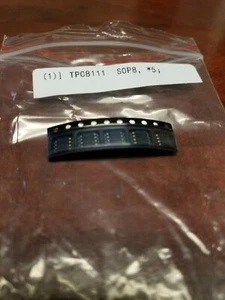 (1)] TPC8111  SOP8, *5;